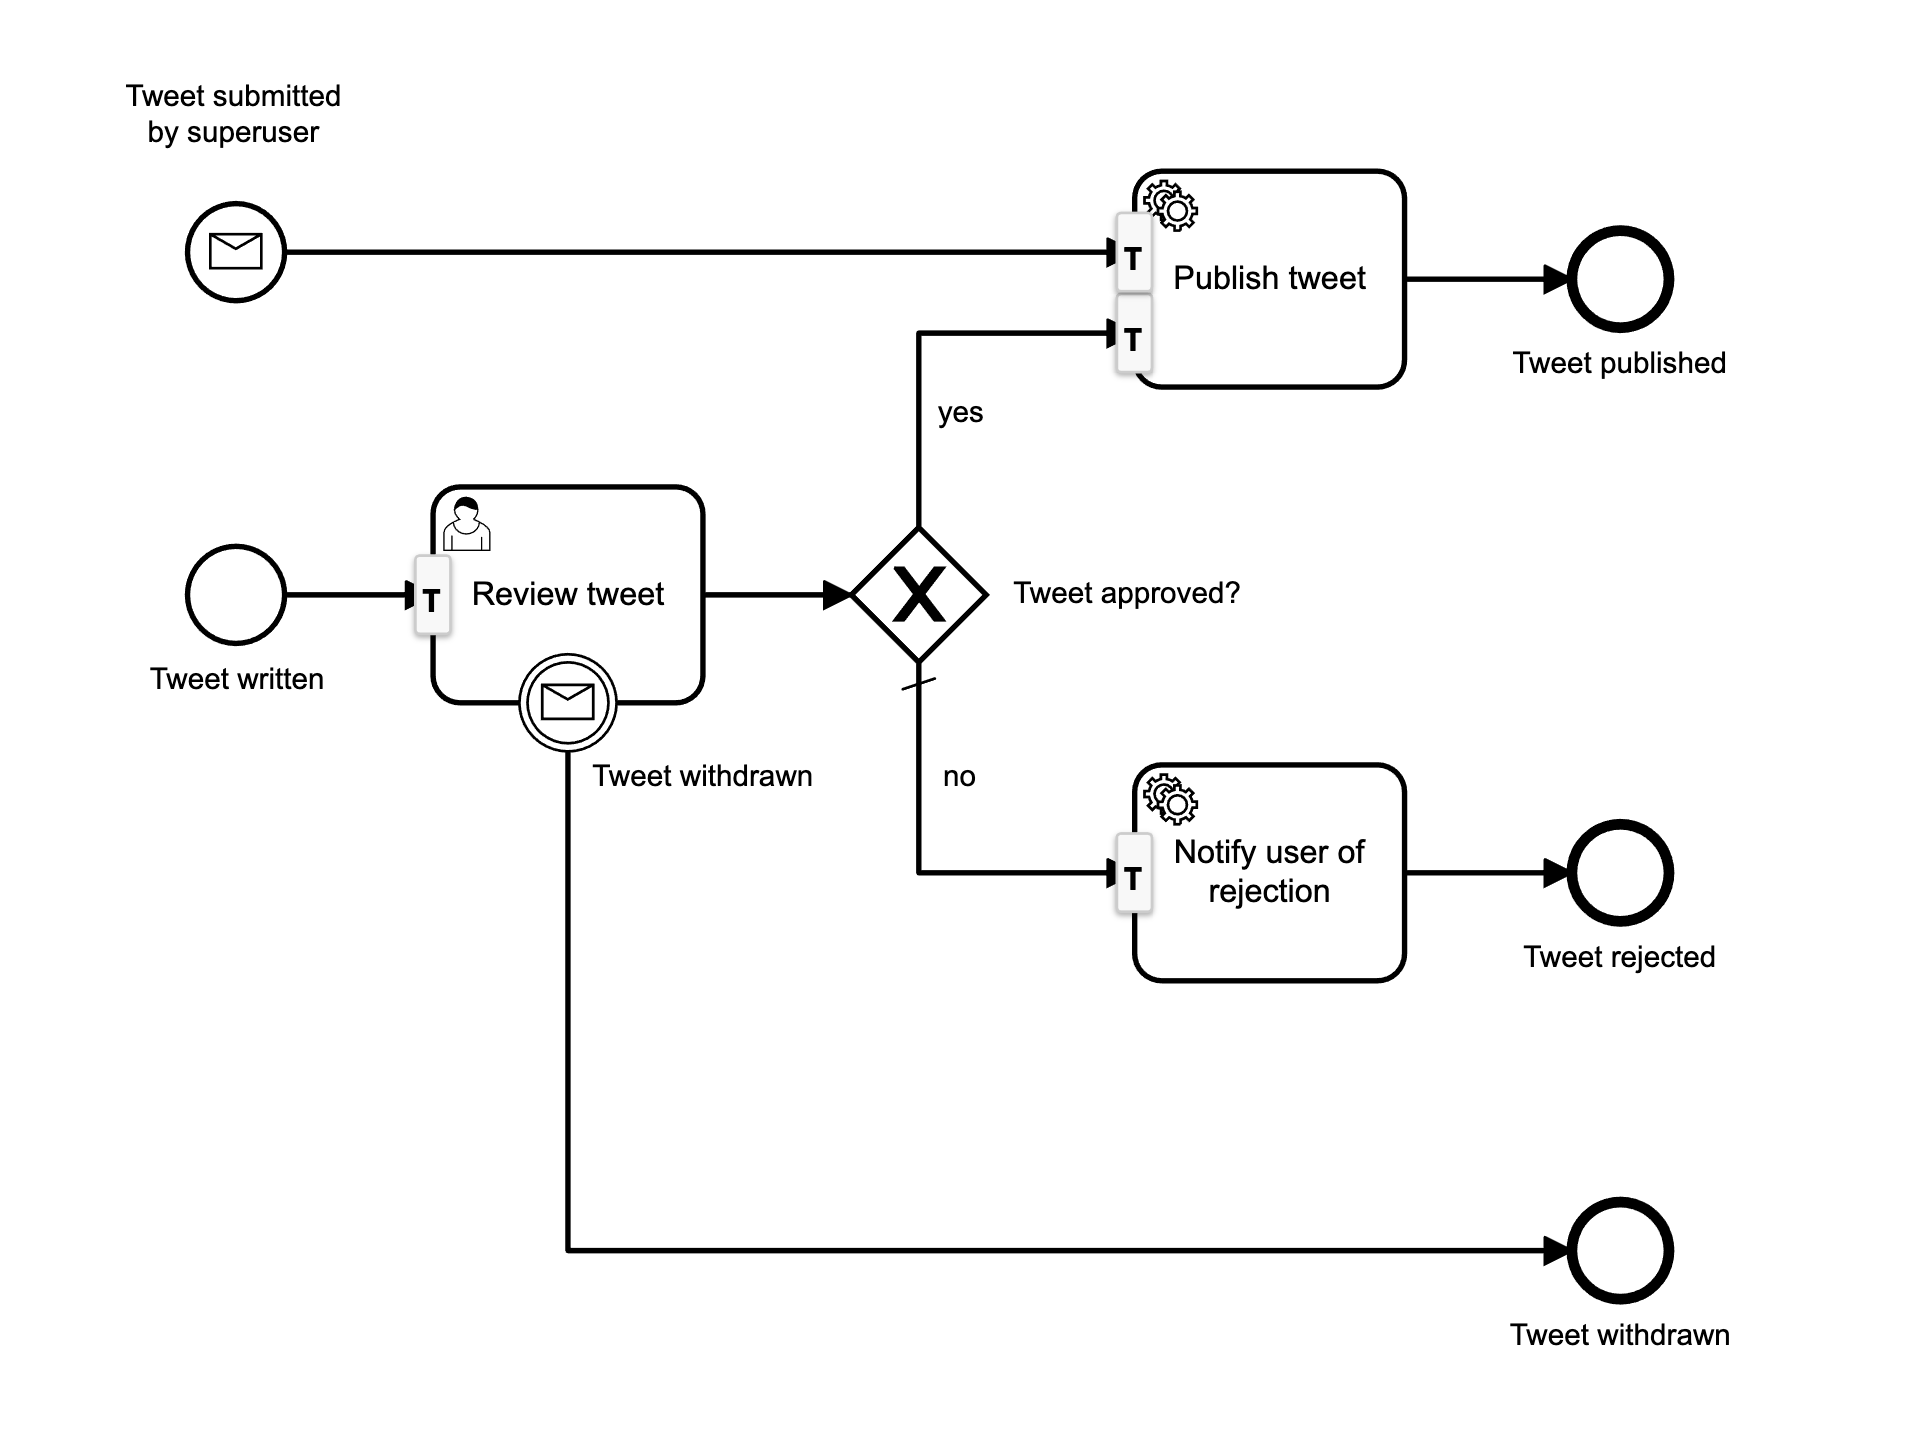 Tweet submitted
by superuser
T
Publish tweet
T
Tweet published
yes
T
Review tweet
X
Tweet approved?
Tweet written
Tweet withdrawn
no
T
Notify user of
rejection
Tweet rejected
Tweet withdrawn